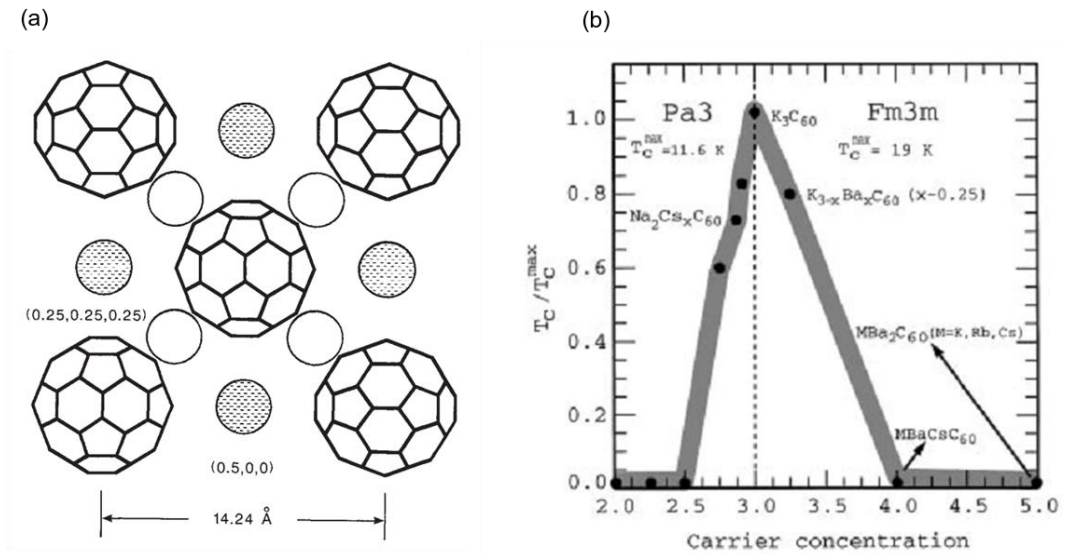 (a)
(0.25,0.25,0.25)
(0.5,0,0)
14.24 Å
(b)
Pa3
Fm3m
T_c^max=11.6 K
T_c^max= 19 K
K₃C₆₀
K₃₋ₓBaₓC₆₀ (x-0.25)
Na₂CsₓC₆₀
MBa₂C₆₀(M=K,Rb,Cs)
MBaCsC₆₀
T_c/T_c^max
1.0
0.8
0.6
0.4
0.2
0.0
2.0 2.5 3.0 3.5 4.0 4.5 5.0
Carrier concentration